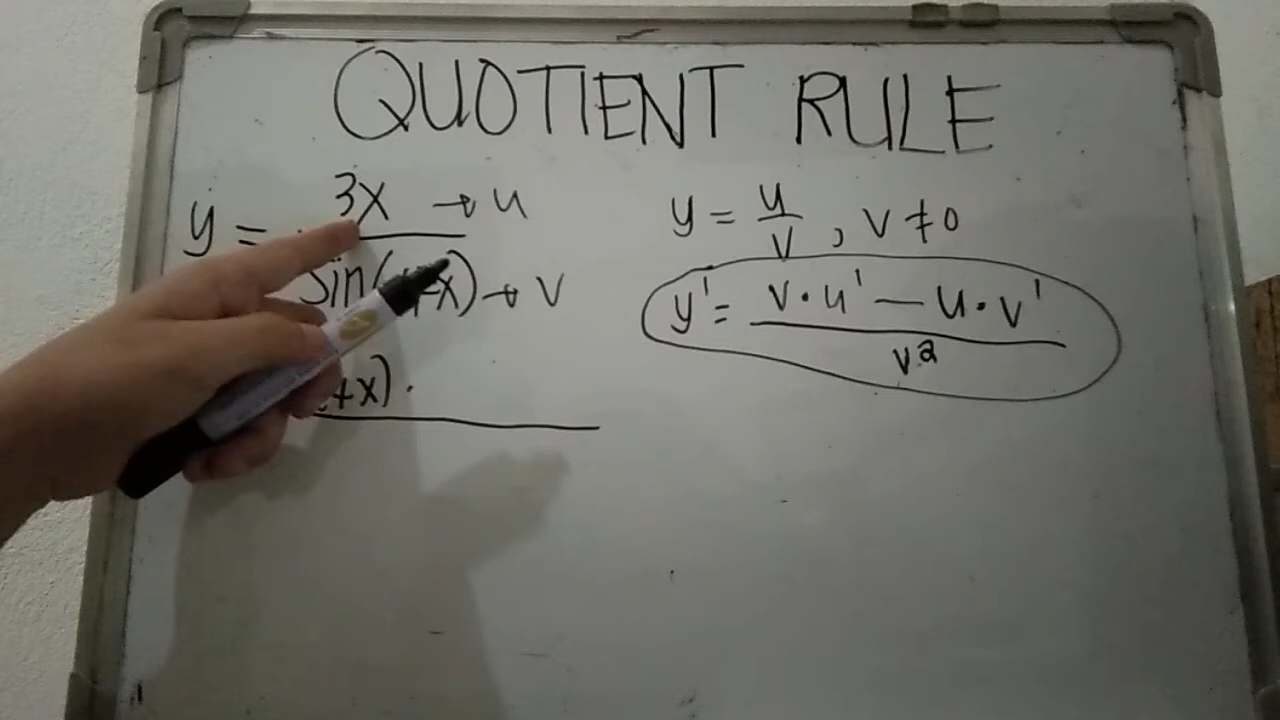 QUOTIENT RULE
y = 3x → u
sin( +x) → v
+x) ·
y = u/v , v ≠ 0
y' = v · u' — u · v'
v²